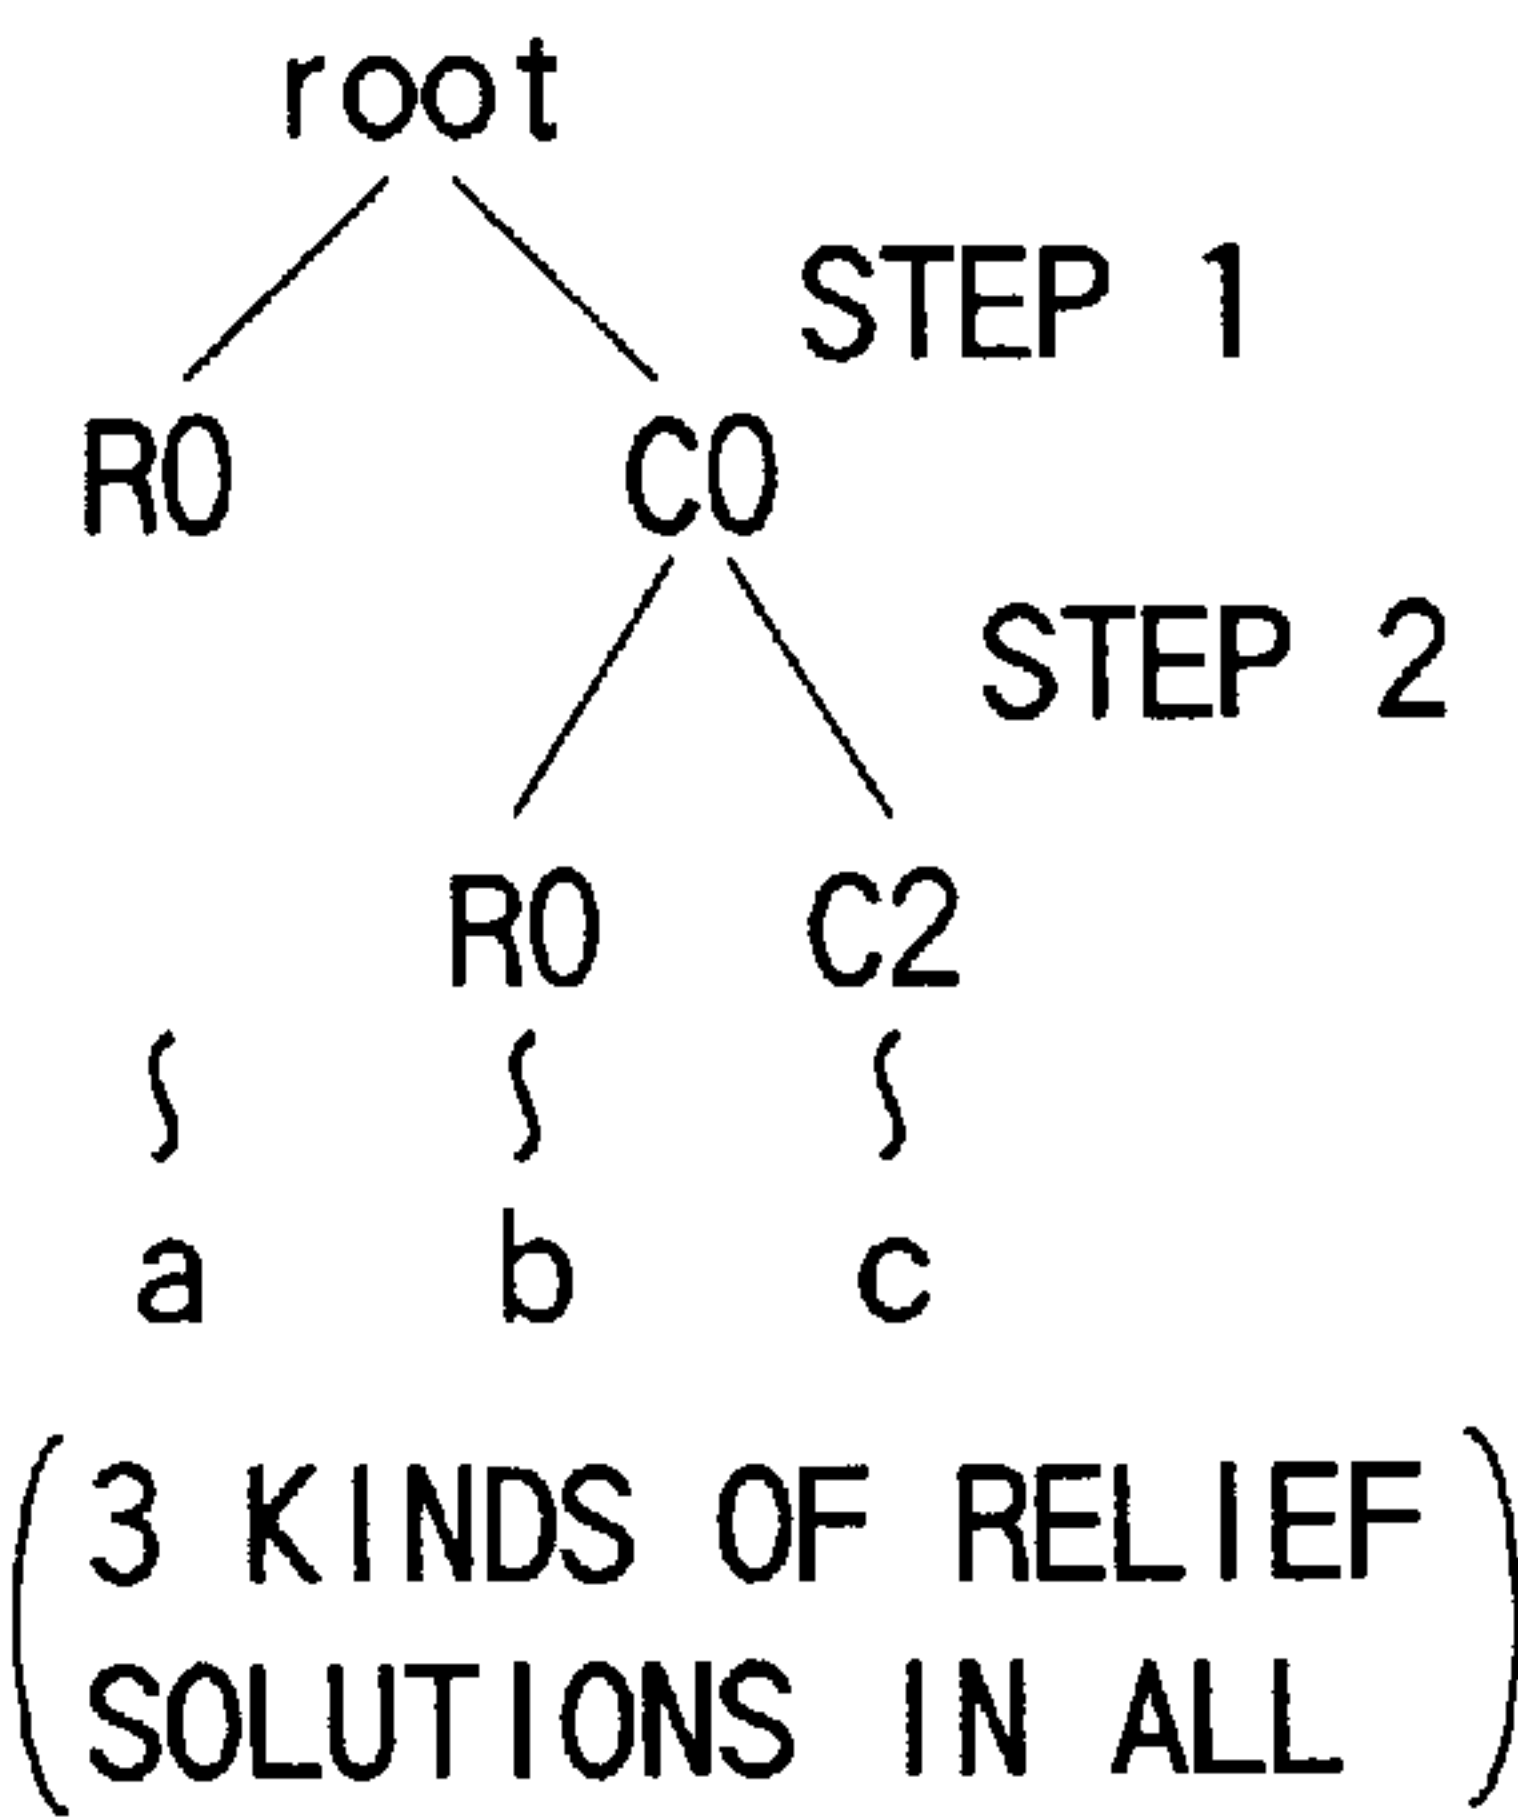 root
STEP 1
R0 C0
STEP 2
R0 C2
a b c
3 KINDS OF RELIEF
SOLUTIONS IN ALL